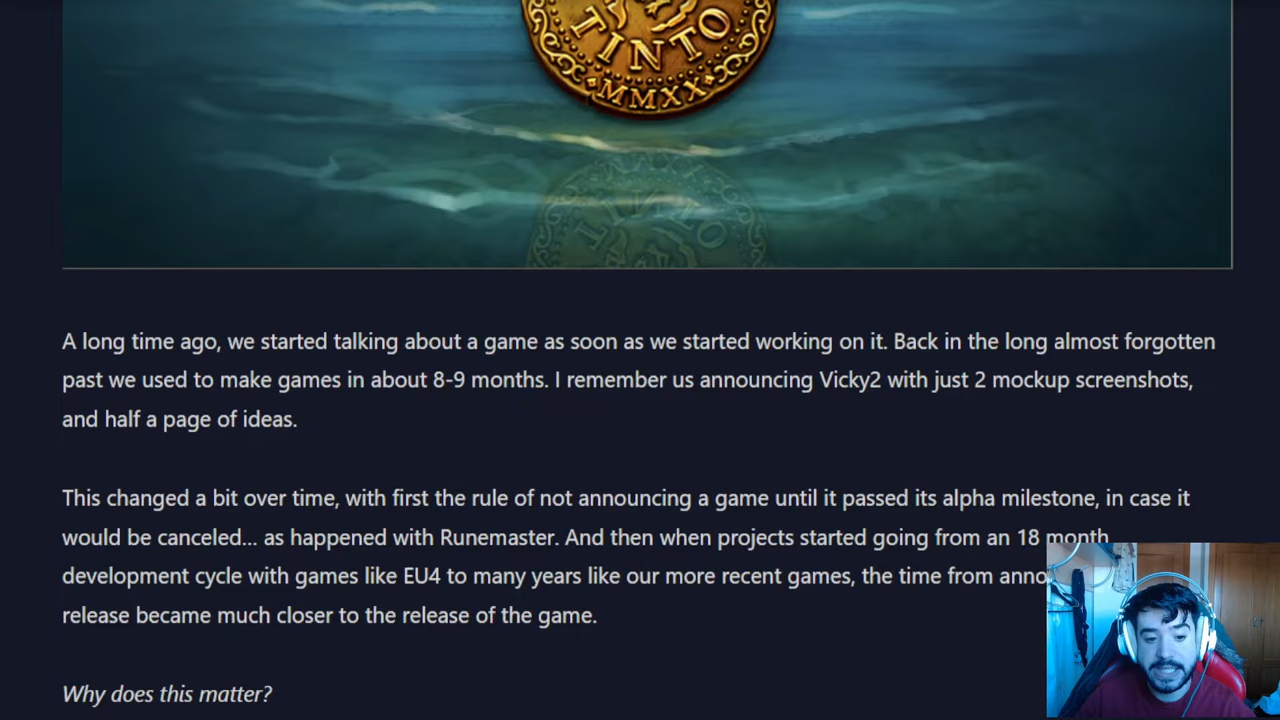 TINTO
MMXX
A long time ago, we started talking about a game as soon as we started working on it. Back in the long almost forgotten
past we used to make games in about 8-9 months. I remember us announcing Vicky2 with just 2 mockup screenshots,
and half a page of ideas.
This changed a bit over time, with first the rule of not announcing a game until it passed its alpha milestone, in case it
would be canceled... as happened with Runemaster. And then when projects started going from an 18 month
development cycle with games like EU4 to many years like our more recent games, the time from anno
release became much closer to the release of the game.
Why does this matter?